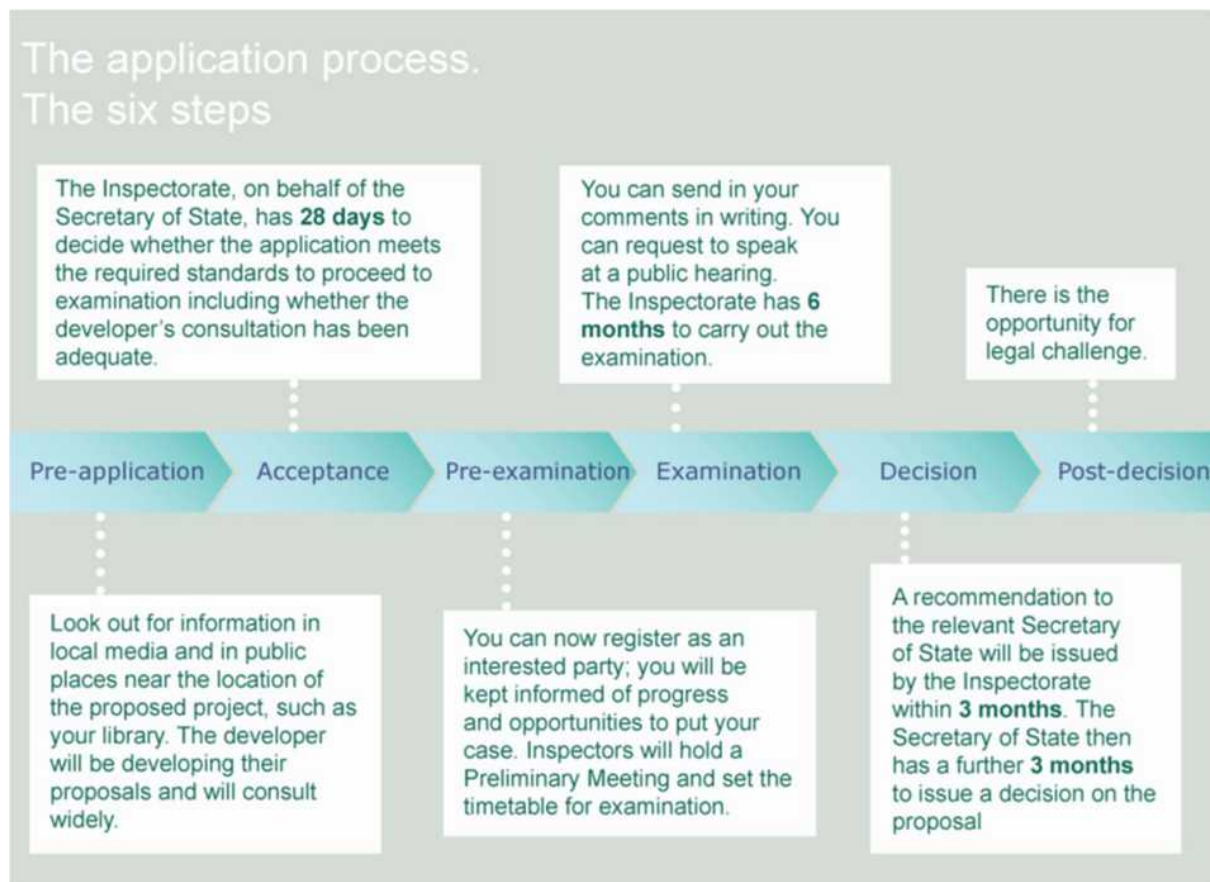 The application process.
The six steps
The Inspectorate, on behalf of the
Secretary of State, has 28 days to
decide whether the application meets
the required standards to proceed to
examination including whether the
developer's consultation has been
adequate.
You can send in your
comments in writing. You
can request to speak
at a public hearing.
The Inspectorate has 6
months to carry out the
examination.
There is the
opportunity for
legal challenge.
Pre-application
Acceptance
Pre-examination
Examination
Decision
Post-decision
Look out for information in
local media and in public
places near the location of
the proposed project, such as
your library. The developer
will be developing their
proposals and will consult
widely.
You can now register as an
interested party; you will be
kept informed of progress
and opportunities to put your
case. Inspectors will hold a
Preliminary Meeting and set the
timetable for examination.
A recommendation to
the relevant Secretary
of State will be issued
by the Inspectorate
within 3 months. The
Secretary of State then
has a further 3 months
to issue a decision on the
proposal